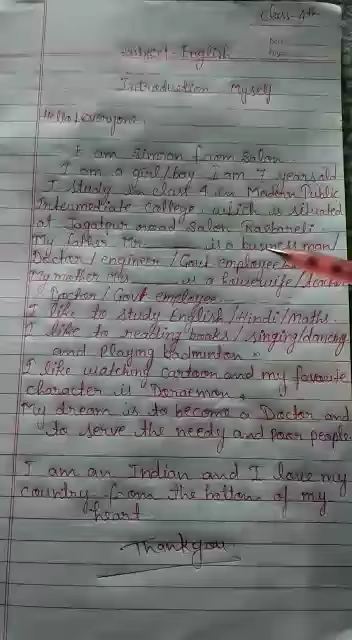 Class-4th
Subject - English
Introduction Myself
Hello! everyone,
I am Simran from Salon.
I am a girl/boy I am 7 years old
I study in class 4 in Modern Public
Intermediate College which is situated
at Jagatpur road Salon Raebareli.
My father Mr. ______ is a business man/
Doctor/engineer/Govt employee
My mother Mrs ______ is a housewife/teacher
Doctor/Govt employee.
I like to study English/Hindi/Maths.
I like to reading books/singing/dancing
and playing badminton.
I like watching cartoon and my favourite
character is Doraemon.
My dream is to become a Doctor and
to serve the needy and poor people
I am an Indian and I love my
country from the bottom of my
heart
Thankyou